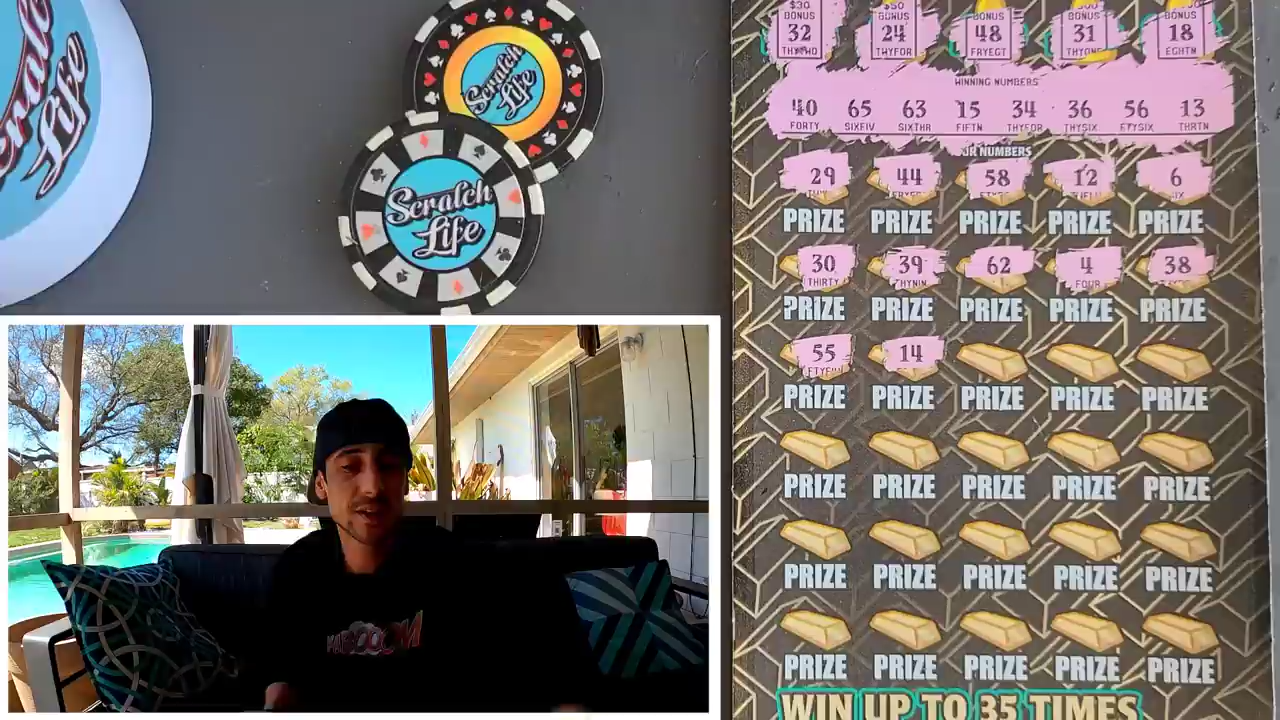 Scratch
Life
Scratch
Life
Life
KABOOOM
$30
BONUS
32
$50
BONUS
24
THYFOR
BONUS
48
FRYEGT
BONUS
31
THYONE
BONUS
18
EGHTN
WINNING NUMBERS
40 65 63 15 34 36 56 13
FORTY SIXFIV SIXTHR FIFTN THYFOR THYSIX FTYSIX THRTN
UR NUMBERS
29 44 58 12 6
PRIZE PRIZE PRIZE PRIZE PRIZE
30 39 62 4 38
THIRTY THYNIN FOUR
PRIZE PRIZE PRIZE PRIZE PRIZE
55 14
PRIZE PRIZE PRIZE PRIZE PRIZE
PRIZE PRIZE PRIZE PRIZE PRIZE
PRIZE PRIZE PRIZE PRIZE PRIZE
PRIZE PRIZE PRIZE PRIZE PRIZE
WIN UP TO 35 TIMES